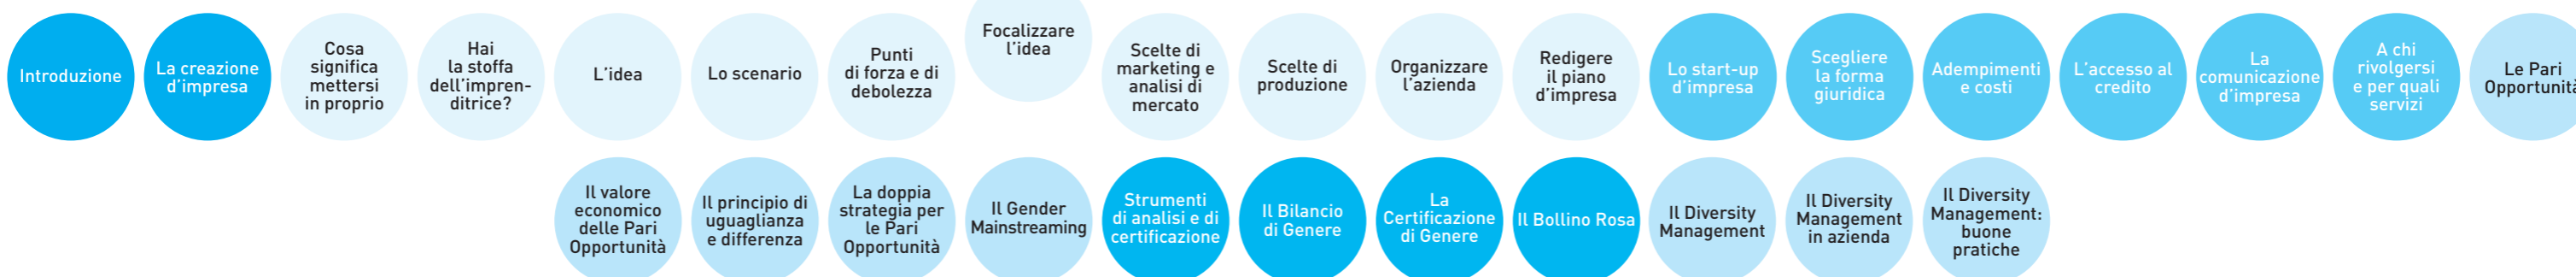 Introduzione
La creazione
d'impresa
Cosa
significa
mettersi
in proprio
Hai
la stoffa
dell'impren-
ditrice?
L'idea
Lo scenario
Punti
di forza e di
debolezza
Focalizzare
l'idea
Scelte di
marketing e
analisi di
mercato
Scelte di
produzione
Organizzare
l'azienda
Redigere
il piano
d'impresa
Lo start-up
d'impresa
Scegliere
la forma
giuridica
Adempimenti
e costi
L'accesso al
credito
La
comunicazione
d'impresa
A chi
rivolgersi
e per quali
servizi
Le Pari
Opportunità
Il valore
economico
delle Pari
Opportunità
Il principio di
uguaglianza
e differenza
La doppia
strategia per
le Pari
Opportunità
Il Gender
Mainstreaming
Strumenti
di analisi e di
certificazione
Il Bilancio
di Genere
La
Certificazione
di Genere
Il Bollino Rosa
Il Diversity
Management
Il Diversity
Management
in azienda
Il Diversity
Management:
buone
pratiche